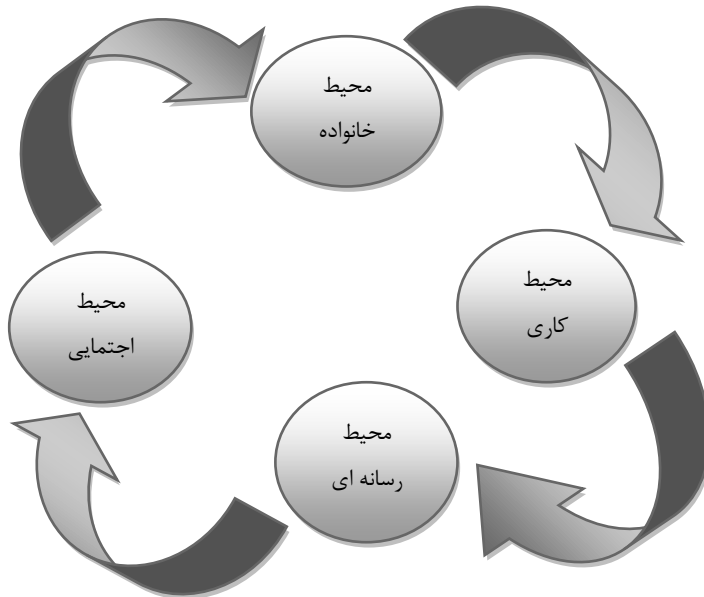 محیط
خانواده
محیط
کاری
محیط
رسانه ای
محیط
اجتمایی